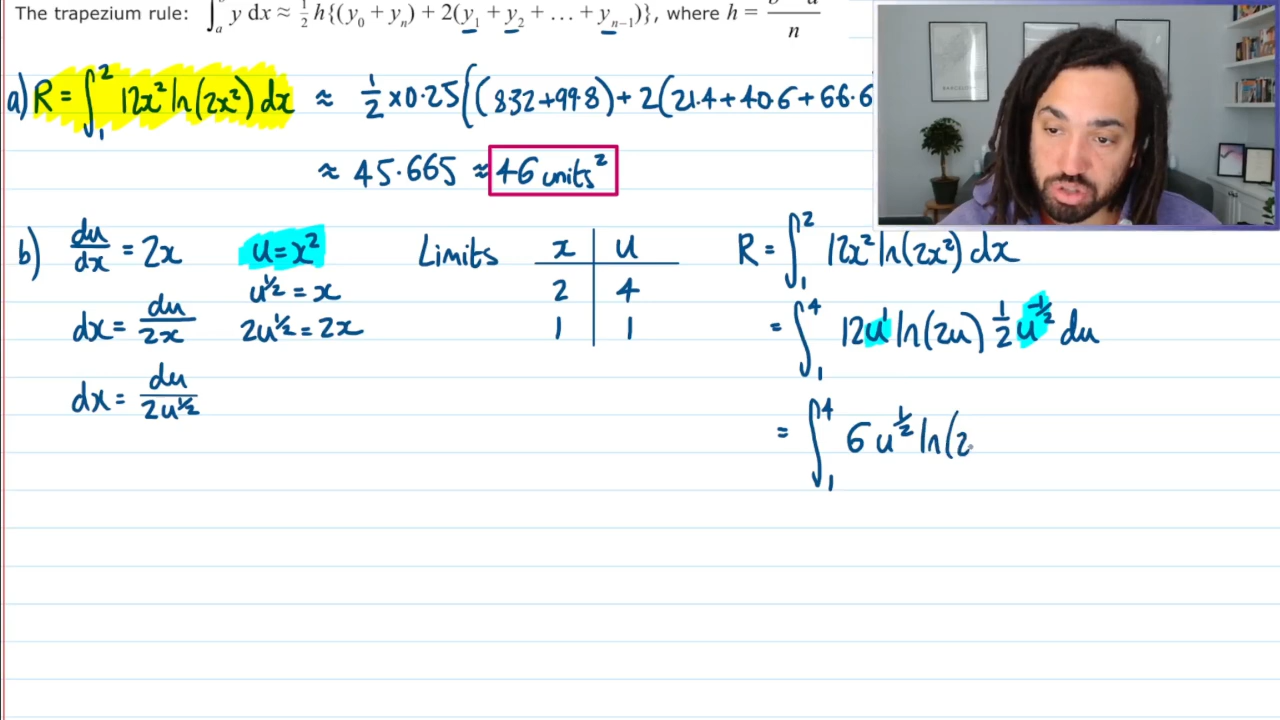 The trapezium rule: ∫ₐ y dx ≈ ½ h{(y₀ + yₙ) + 2(y₁ + y₂ + … + yₙ₋₁)}, where h = / n
a) R = ∫₁² 12x² ln(2x²) dx ≈ ½ × 0.25((8.32+99.8) + 2(21.4+40.6+66.6
≈ 45.665 ≈ 46 units²
b) du/dx = 2x u = x² Limits x u R = ∫₁² 12x² ln(2x²) dx
u^½ = x 2 4
dx = du/2x 2u^½ = 2x 1 1 = ∫₁⁴ 12u¹ ln(2u) ½ u^-½ du
dx = du/2u^½
= ∫₁⁴ 6u^½ ln(2